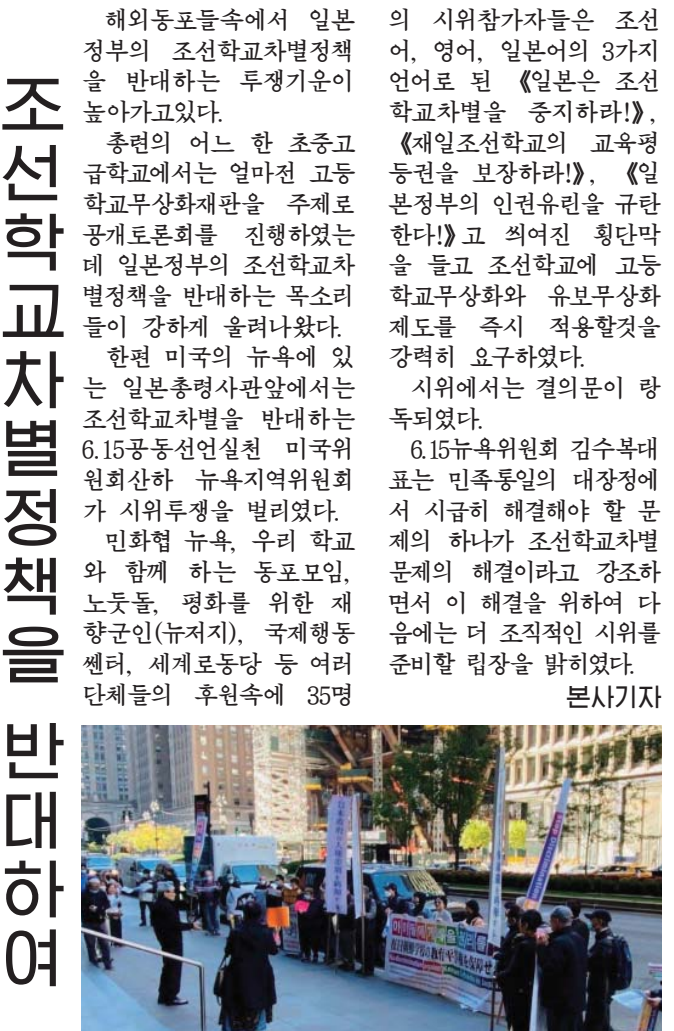 조선학교차별정책을 반대하여
해외동포들속에서 일본
정부의 조선학교차별정책
을 반대하는 투쟁기운이
높아가고있다.
총련의 어느 한 초중고
급학교에서는 얼마전 고등
학교무상화재판을 주제로
공개토론회를 진행하였는
데 일본정부의 조선학교차
별정책을 반대하는 목소리
들이 강하게 울려나왔다.
한편 미국의 뉴욕에 있
는 일본총령사관앞에서는
조선학교차별을 반대하는
6.15공동선언실천 미국위
원회산하 뉴욕지역위원회
가 시위투쟁을 벌리였다.
민화협 뉴욕, 우리 학교
와 함께 하는 동포모임,
노둣돌, 평화를 위한 재
향군인(뉴저지), 국제행동
쎈터, 세계로동당 등 여러
단체들의 후원속에 35명
의 시위참가자들은 조선
어, 영어, 일본어의 3가지
언어로 된 《일본은 조선
학교차별을 중지하라!》,
《재일조선학교의 교육평
등권을 보장하라!》, 《일
본정부의 인권유린을 규탄
한다!》고 씌여진 횡단막
을 들고 조선학교에 고등
학교무상화와 유보무상화
제도를 즉시 적용할것을
강력히 요구하였다.
시위에서는 결의문이 랑
독되였다.
6.15뉴욕위원회 김수복대
표는 민족통일의 대장정에
서 시급히 해결해야 할 문
제의 하나가 조선학교차별
문제의 해결이라고 강조하
면서 이 해결을 위하여 다
음에는 더 조직적인 시위를
준비할 립장을 밝히였다.
본사기자